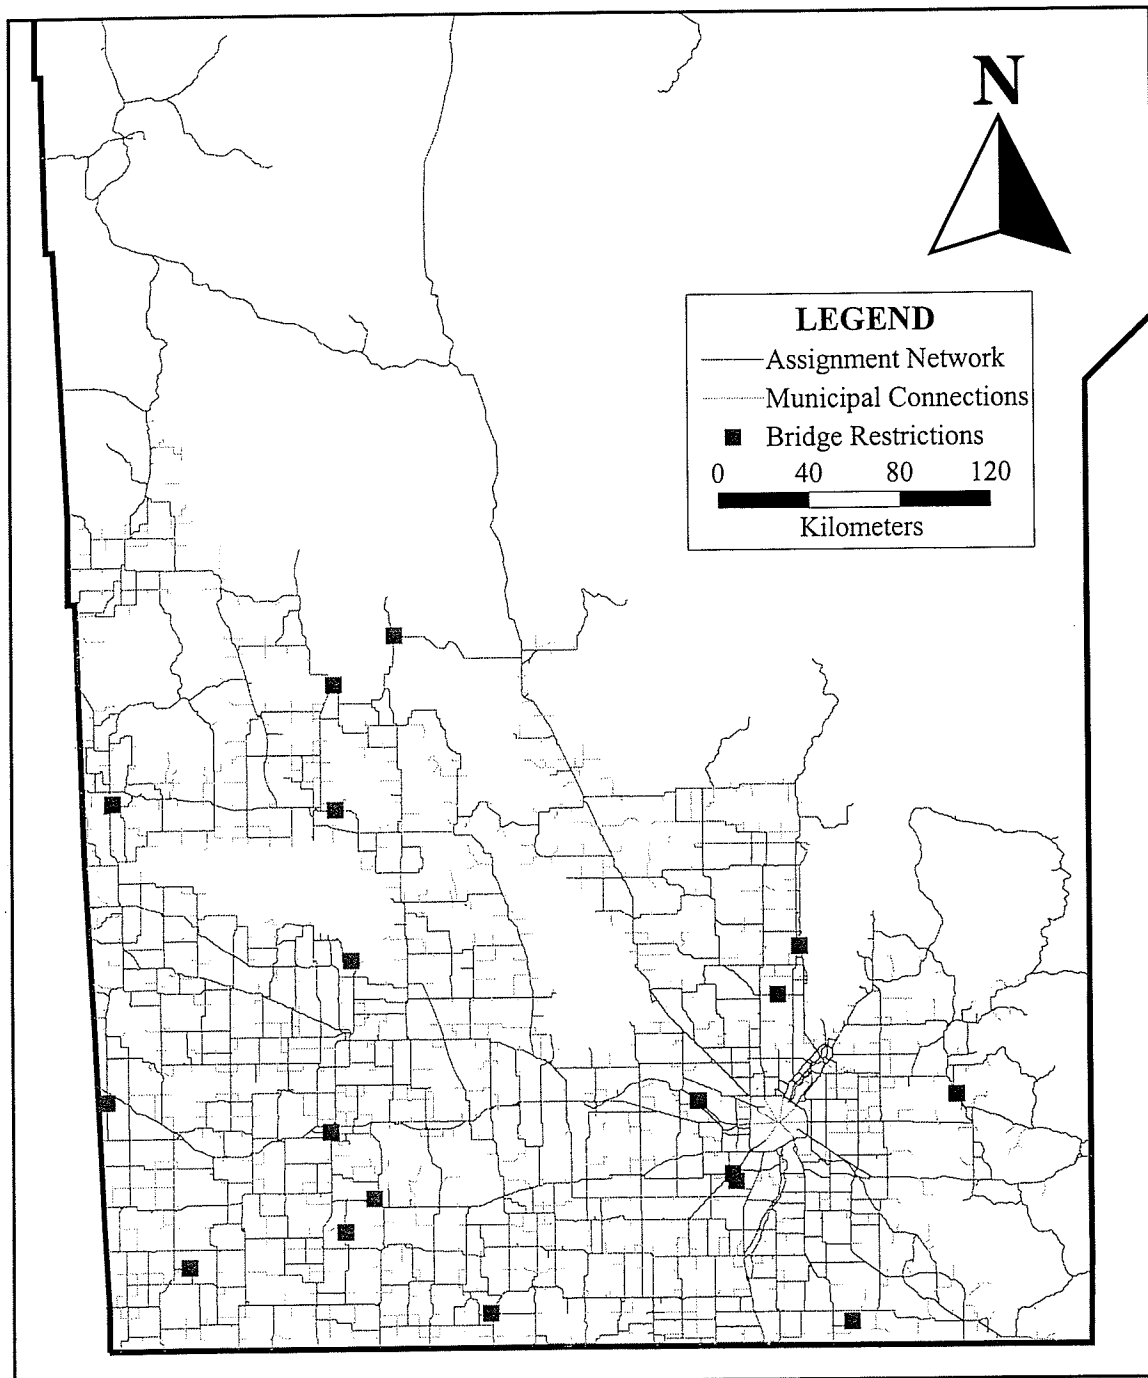 N
LEGEND
Assignment Network
Municipal Connections
Bridge Restrictions
0 40 80 120
Kilometers